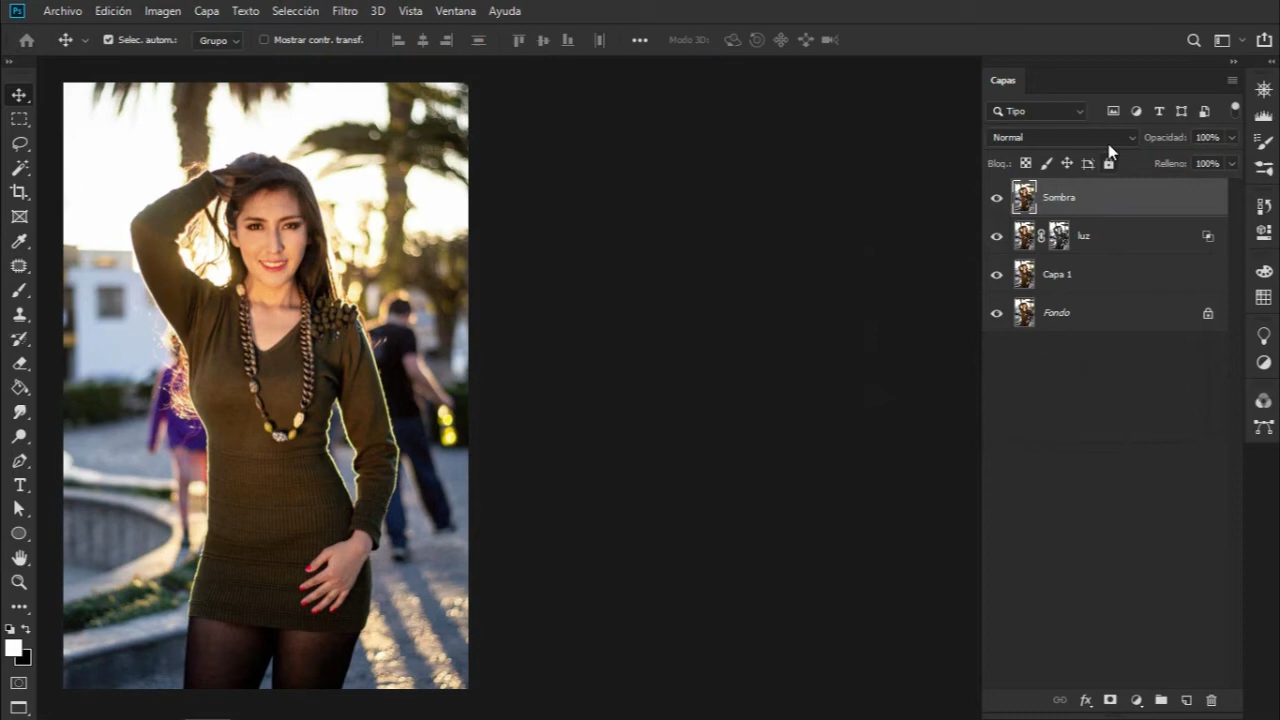 Ps Archivo Edición Imagen Capa Texto Selección Filtro 3D Vista Ventana Ayuda
Selec. autom.: Grupo Mostrar contr. transf. Modo 3D:
Capas
Tipo
Normal Opacidad: 100%
Bloq.: Relleno: 100%
Sombra
luz
Capa 1
Fondo